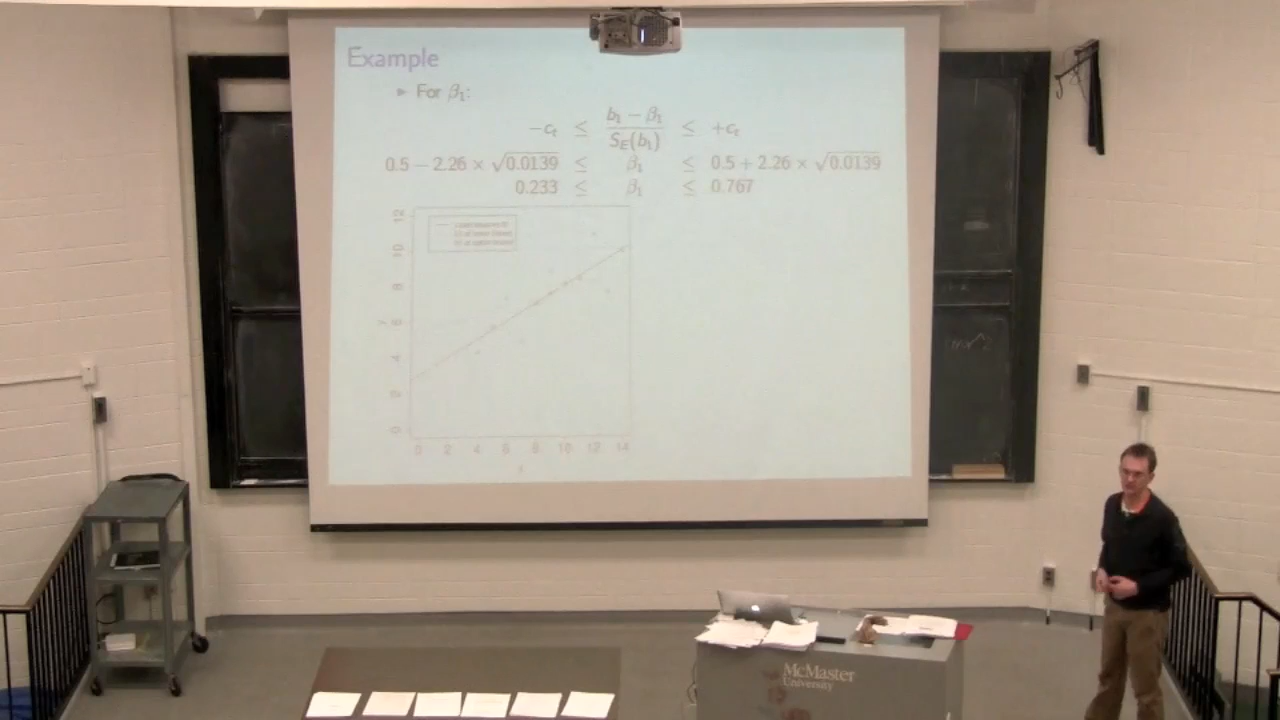 Example
► For β₁:
−cₜ ≤ b₁ − β₁ / S_E(b₁) ≤ +cₜ
0.5 − 2.26 × √0.0139 ≤ β₁ ≤ 0.5 + 2.26 × √0.0139
0.233 ≤ β₁ ≤ 0.767
12
10
8
6
4
2
0
y
0 2 4 6 8 10 12 14
x
McMaster
University